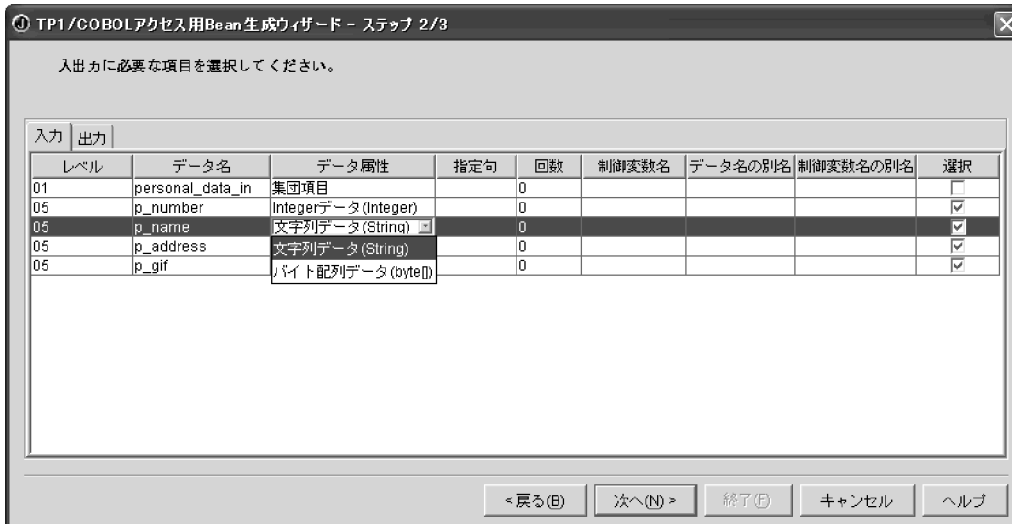 TP1/COBOLアクセス用Bean生成ウィザード - ステップ 2/3
入出力に必要な項目を選択してください。
入力 出力
レベル データ名 データ属性 指定句 回数 制御変数名 データ名の別名 制御変数名の別名 選択
01 personal_data_in 集団項目 0
05 p_number Integerデータ(Integer) 0
05 p_name 文字列データ(String) 0
05 p_address 文字列データ(String) 0
05 p_gif バイト配列データ(byte[]) 0
<戻る(B) 次へ(N) > 終了(F) キャンセル ヘルプ